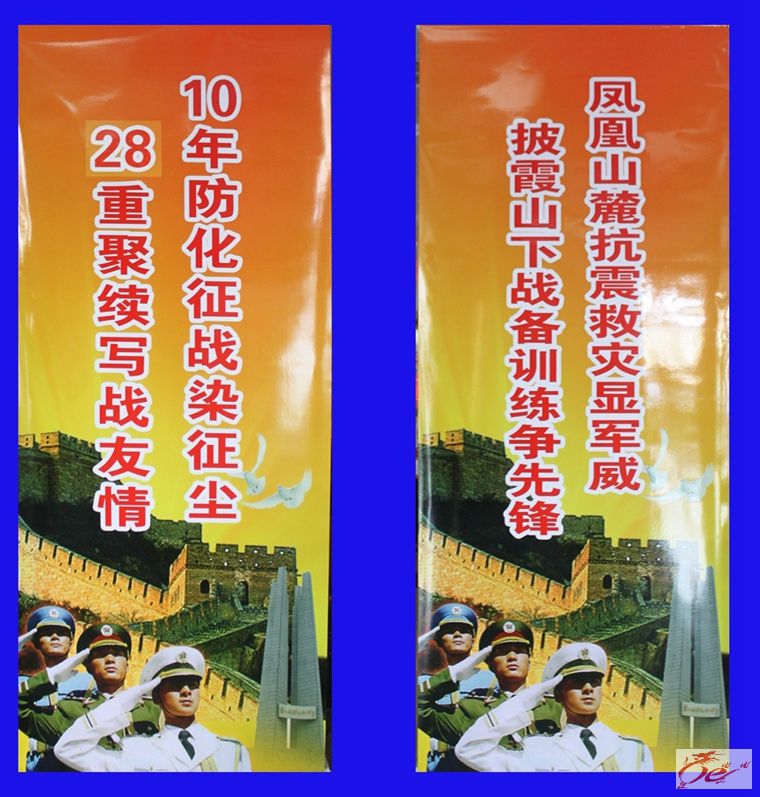 10年防化征战染征尘
28重聚续写战友情
凤凰山麓抗震救灾显军威
披霞山下战备训练争先锋